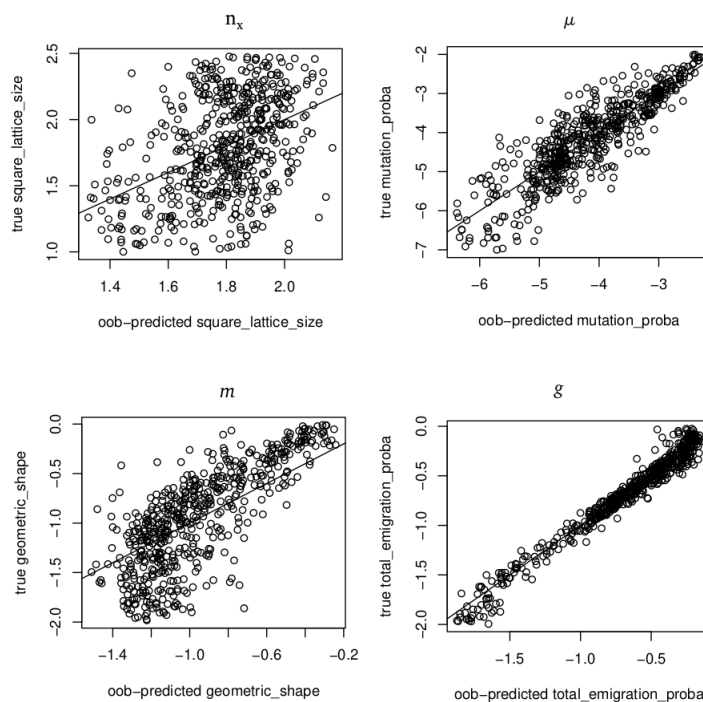 nx
true square_lattice_size
2.5
2.0
1.5
1.0
1.4 1.6 1.8 2.0
oob−predicted square_lattice_size
μ
true mutation_proba
−2
−3
−4
−5
−6
−7
−6 −5 −4 −3
oob−predicted mutation_proba
m
true geometric_shape
0.0
−0.5
−1.0
−1.5
−2.0
−1.4 −1.0 −0.6 −0.2
oob−predicted geometric_shape
g
true total_emigration_proba
0.0
−0.5
−1.0
−1.5
−2.0
−1.5 −1.0 −0.5
oob−predicted total_emigration_proba